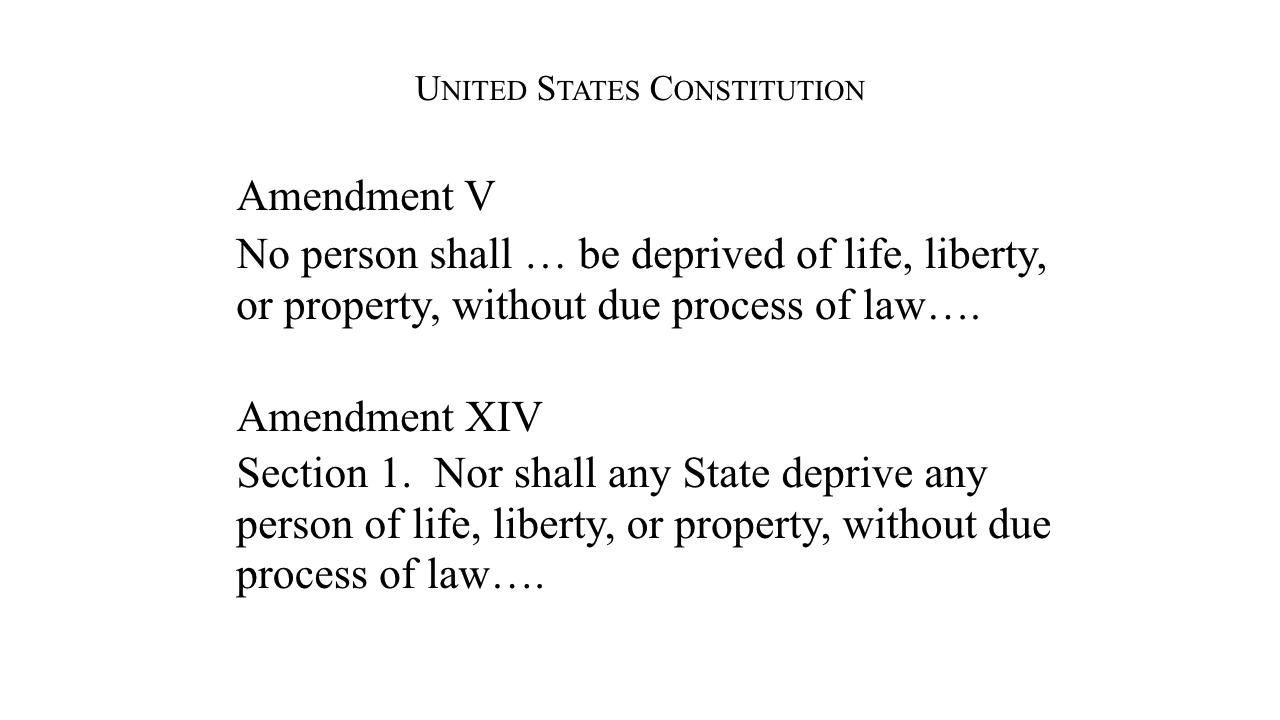 UNITED STATES CONSTITUTION
Amendment V
No person shall … be deprived of life, liberty,
or property, without due process of law….
Amendment XIV
Section 1.  Nor shall any State deprive any
person of life, liberty, or property, without due
process of law….